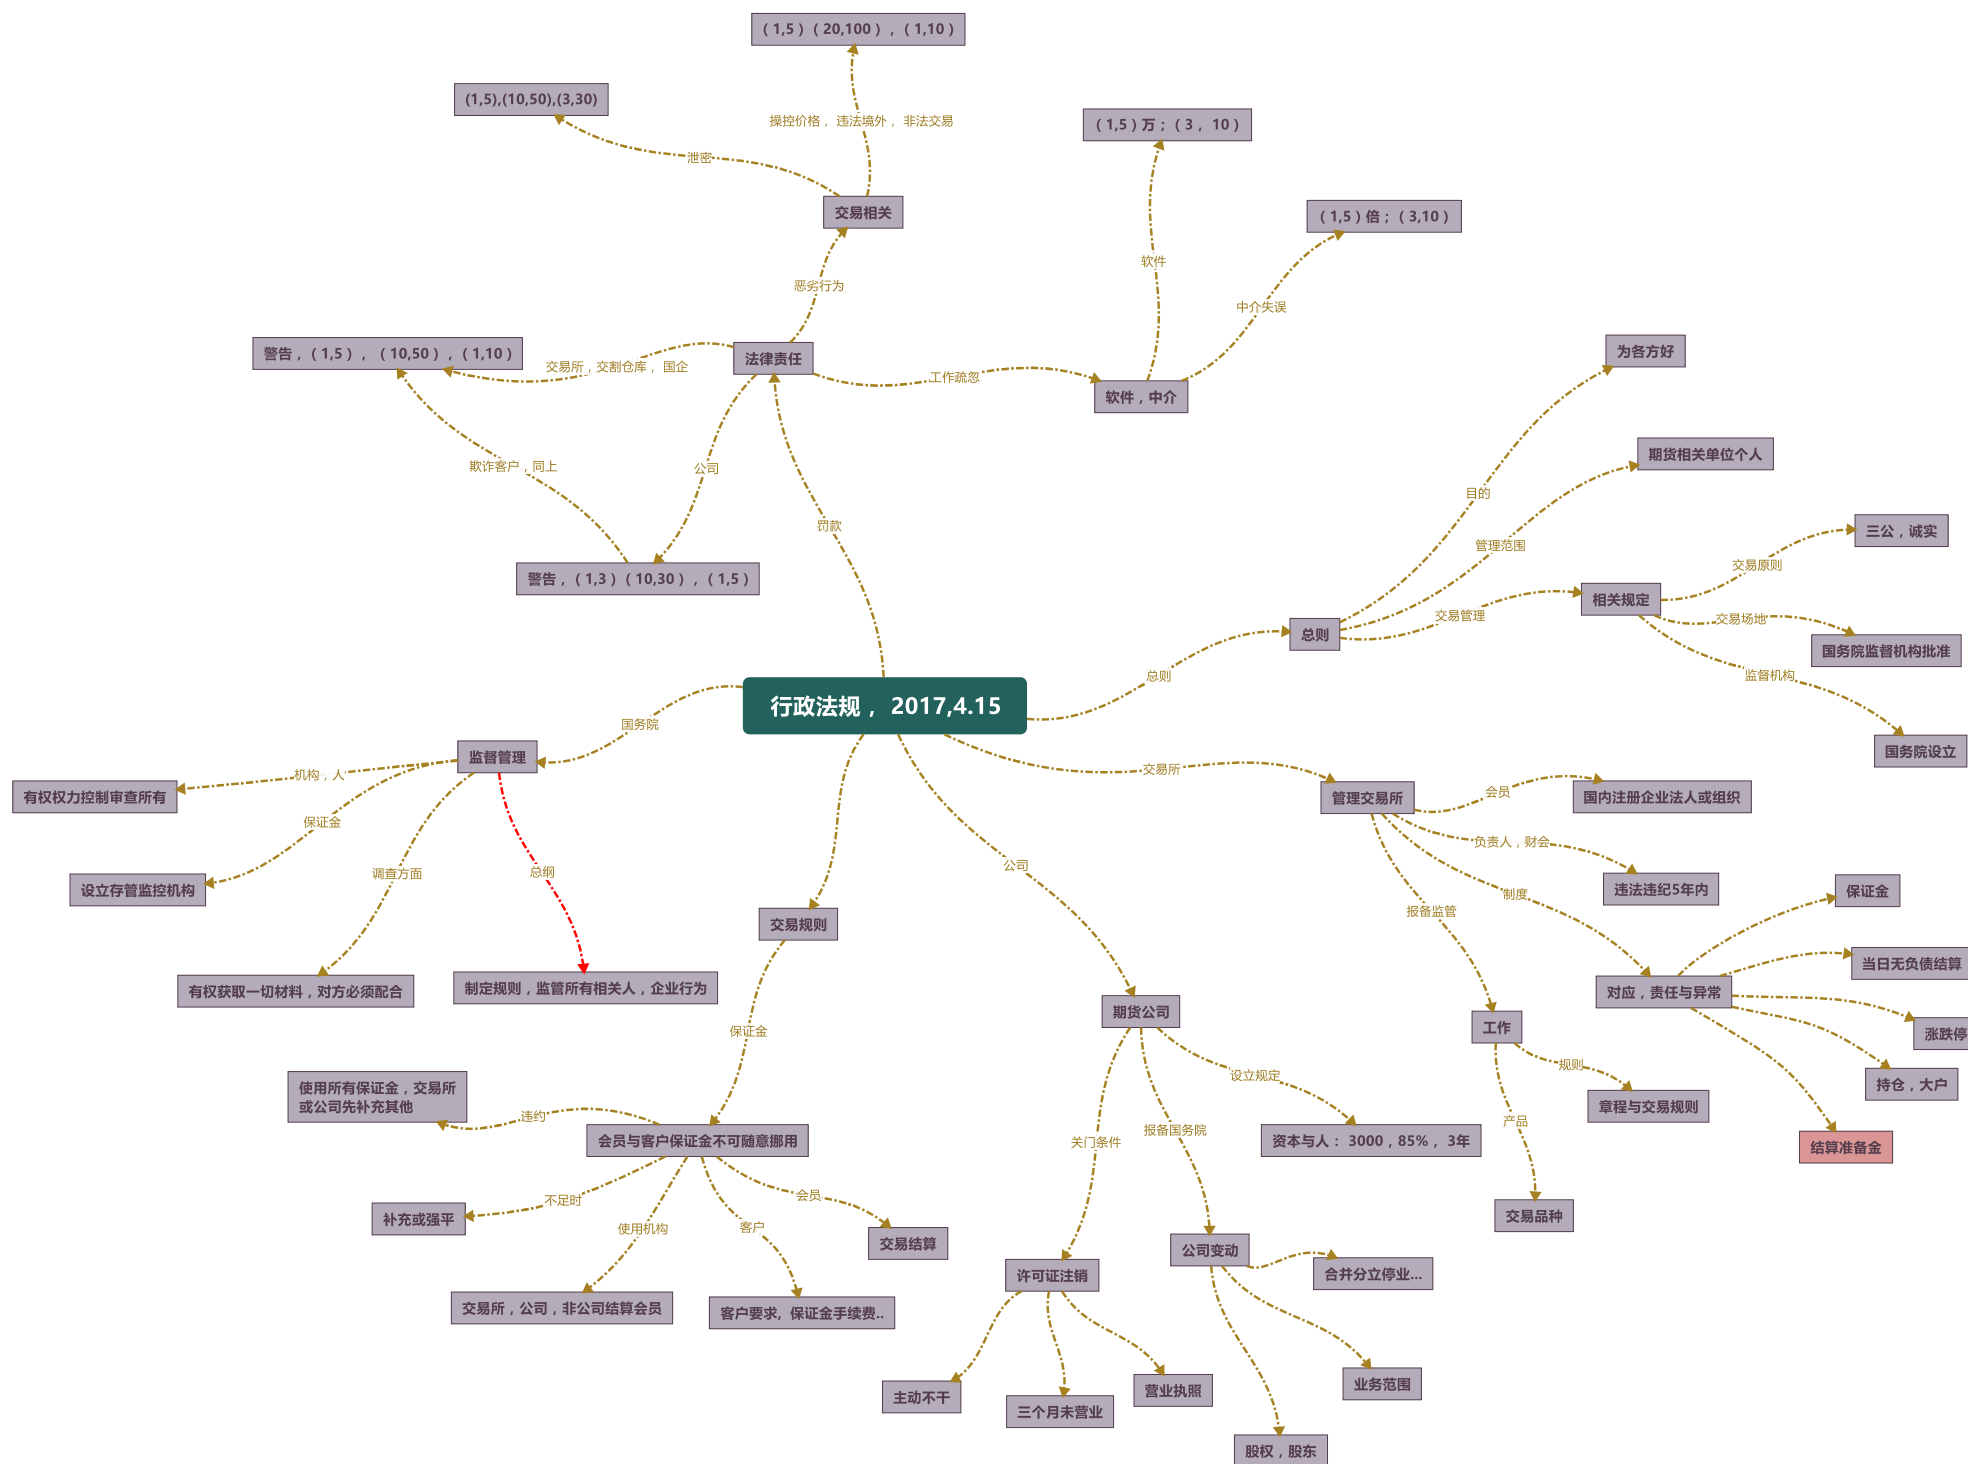 （1,5）（20,100），（1,10）
(1,5),(10,50),(3,30)
操控价格， 违法境外， 非法交易
（1,5）万；（3， 10）
泄密
交易相关
（1,5）倍；（3,10）
软件
恶劣行为
中介失误
警告，（1,5）， （10,50），（1,10）
交易所，交割仓库， 国企
法律责任
为各方好
工作疏忽
软件，中介
期货相关单位个人
欺诈客户，同上
公司
目的
罚款
三公，诚实
管理范围
交易原则
警告，（1,3）（10,30），（1,5）
相关规定
交易管理
交易场地
总则
国务院监督机构批准
总则
监督机构
行政法规， 2017,4.15
国务院
国务院设立
监督管理
机构，人
交易所
有权权力控制审查所有
管理交易所
会员
国内注册企业法人或组织
保证金
负责人，财会
公司
调查方面
总纲
设立存管监控机构
违法违纪5年内
制度
保证金
报备监管
交易规则
当日无负债结算
有权获取一切材料，对方必须配合
制定规则，监管所有相关人，企业行为
对应，责任与异常
期货公司
工作
涨跌停
保证金
规则
设立规定
使用所有保证金，交易所
或公司先补充其他
持仓，大户
章程与交易规则
违约
产品
会员与客户保证金不可随意挪用
关门条件
报备国务院
资本与人： 3000，85%， 3年
结算准备金
不足时
会员
补充或强平
使用机构
客户
交易品种
交易结算
公司变动
许可证注销
合并分立停业...
交易所，公司，非公司结算会员
客户要求，保证金手续费..
主动不干
三个月未营业
营业执照
业务范围
股权，股东